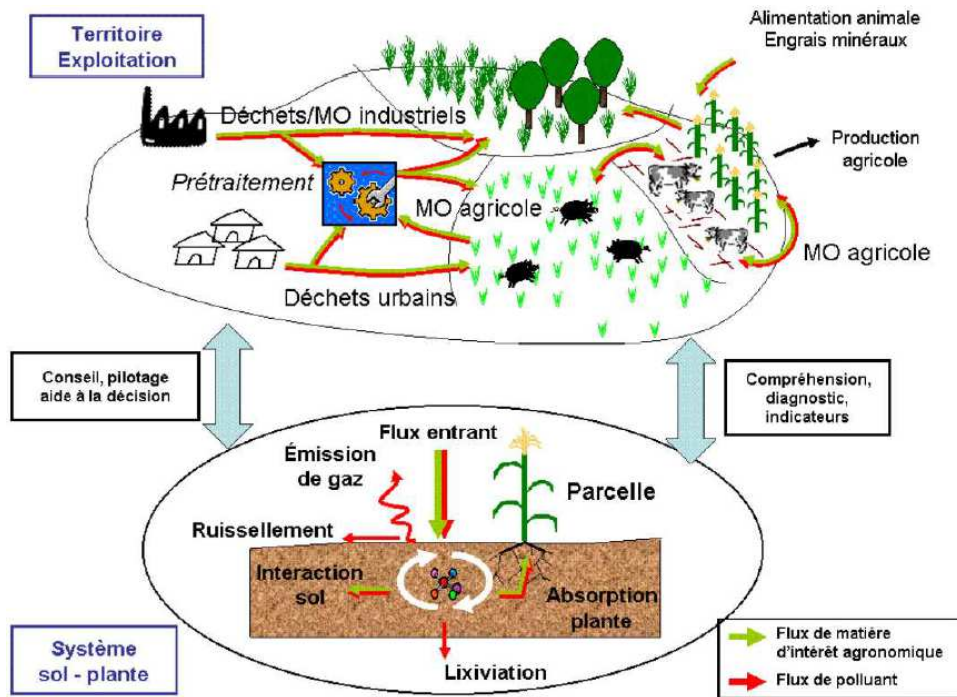 Territoire
Exploitation
Alimentation animale
Engrais minéraux
Déchets/MO industriels
Production
agricole
Prétraitement
MO agricole
MO agricole
Déchets urbains
Conseil, pilotage
aide à la décision
Compréhension,
diagnostic,
indicateurs
Flux entrant
Émission
de gaz
Parcelle
Ruissellement
Interaction
sol
Absorption
plante
Lixiviation
Système
sol - plante
Flux de matière
d'intérêt agronomique
Flux de polluant